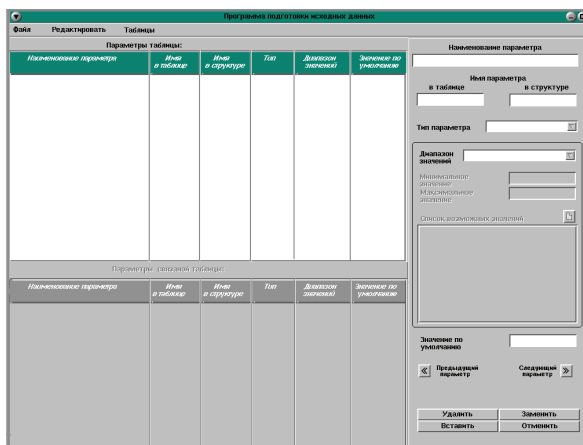 Программа подготовки исходных данных
Файл Редактировать Таблицы
Параметры таблицы:
Наименование параметра Имя в таблице Имя в структуре Тип Диапазон значений Значение по умолчанию
Параметры связаной таблицы:
Наименование параметра Имя в таблице Имя в структуре Тип Диапазон значений Значение по умолчанию
Наименование параметра
Имя параметра
в таблице в структуре
Тип параметра
Диапазон
значений
Минимальное
значение
Максимальное
значение
Список возможных значений
Значение по
умолчанию
Предыдущий
параметр
Следующий
параметр
Удалить Заменить
Вставить Отменить